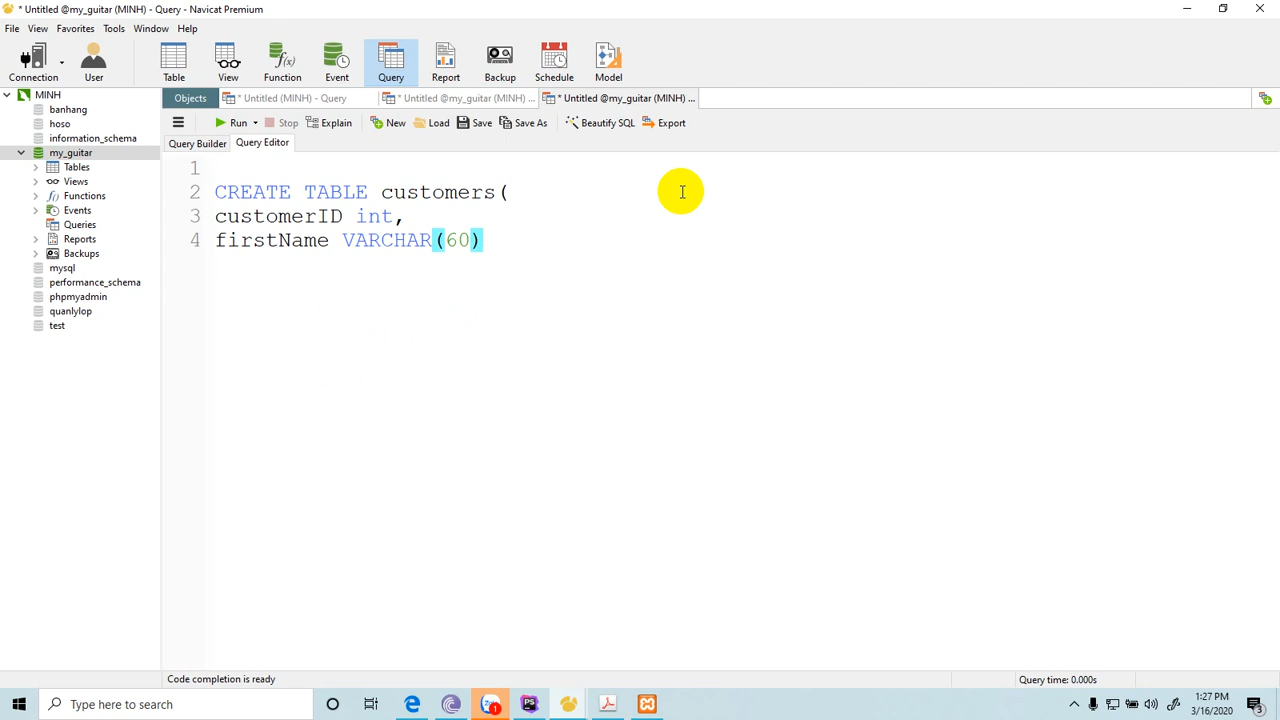 * Untitled @my_guitar (MINH) - Query - Navicat Premium
File View Favorites Tools Window Help
Connection User Table View Function Event Query Report Backup Schedule Model
MINH
banhang
hoso
information_schema
my_guitar
Tables
Views
Functions
Events
Queries
Reports
Backups
mysql
performance_schema
phpmyadmin
quanlylop
test
Objects * Untitled (MINH) - Query * Untitled @my_guitar (MINH) ... * Untitled @my_guitar (MINH) ...
Run Stop Explain New Load Save Save As Beautify SQL Export
Query Builder Query Editor
1
2 CREATE TABLE customers(
3 customerID int,
4 firstName VARCHAR(60)
Code completion is ready Query time: 0.000s
Type here to search
1
PS
1:27 PM
3/16/2020
3